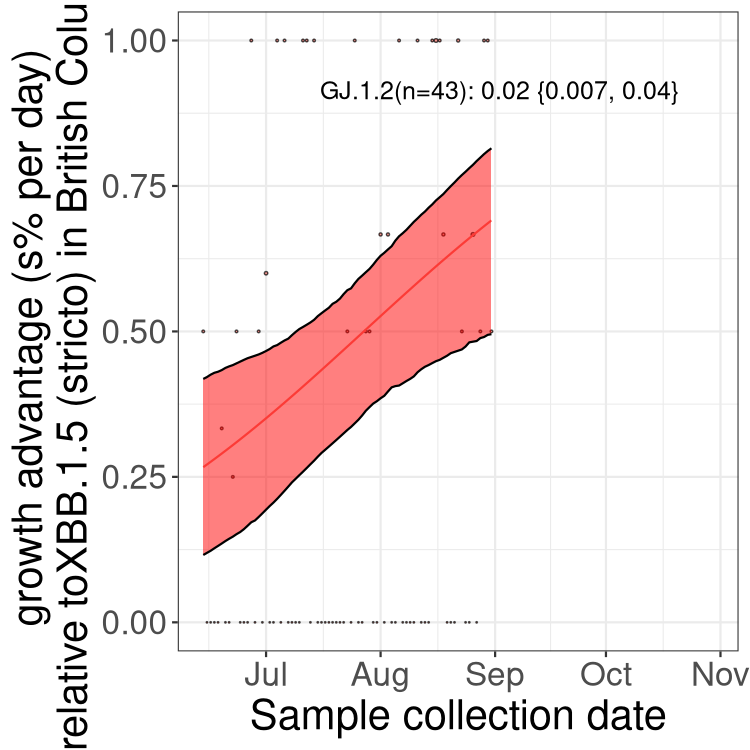 growth advantage (s% per day)
relative toXBB.1.5 (stricto) in British Colu
1.00
0.75
0.50
0.25
0.00
GJ.1.2(n=43): 0.02 {0.007, 0.04}
Jul Aug Sep Oct Nov
Sample collection date